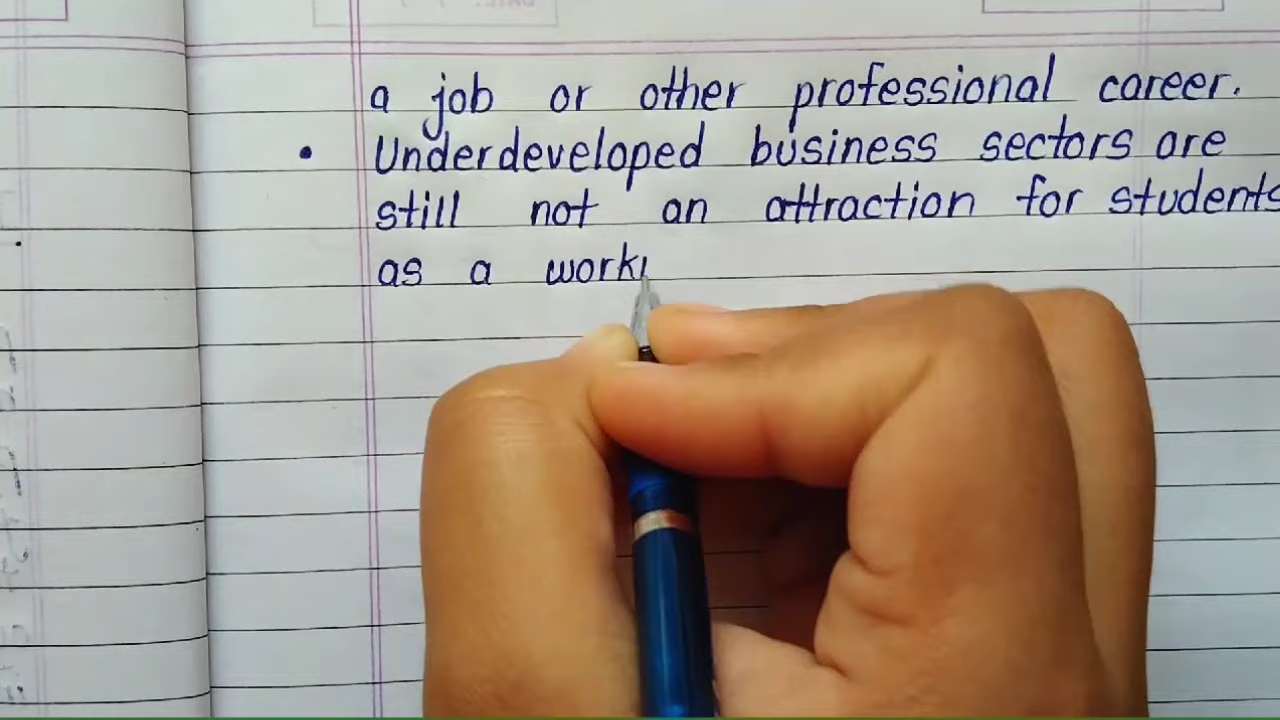 a job or other professional career.
• Underdeveloped business sectors are
still not an attraction for students
as a work